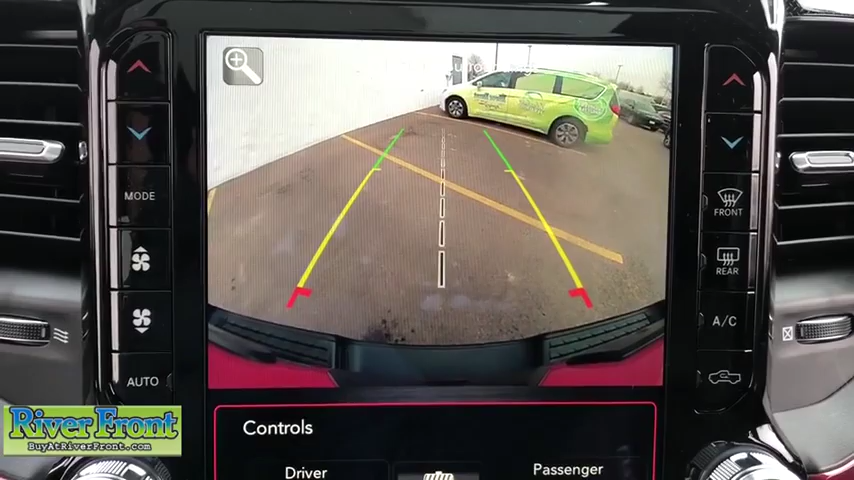 MODE
AUTO
FRONT
REAR
A/C
Controls
Driver
Passenger
River Front
BuyAtRiverFront.com